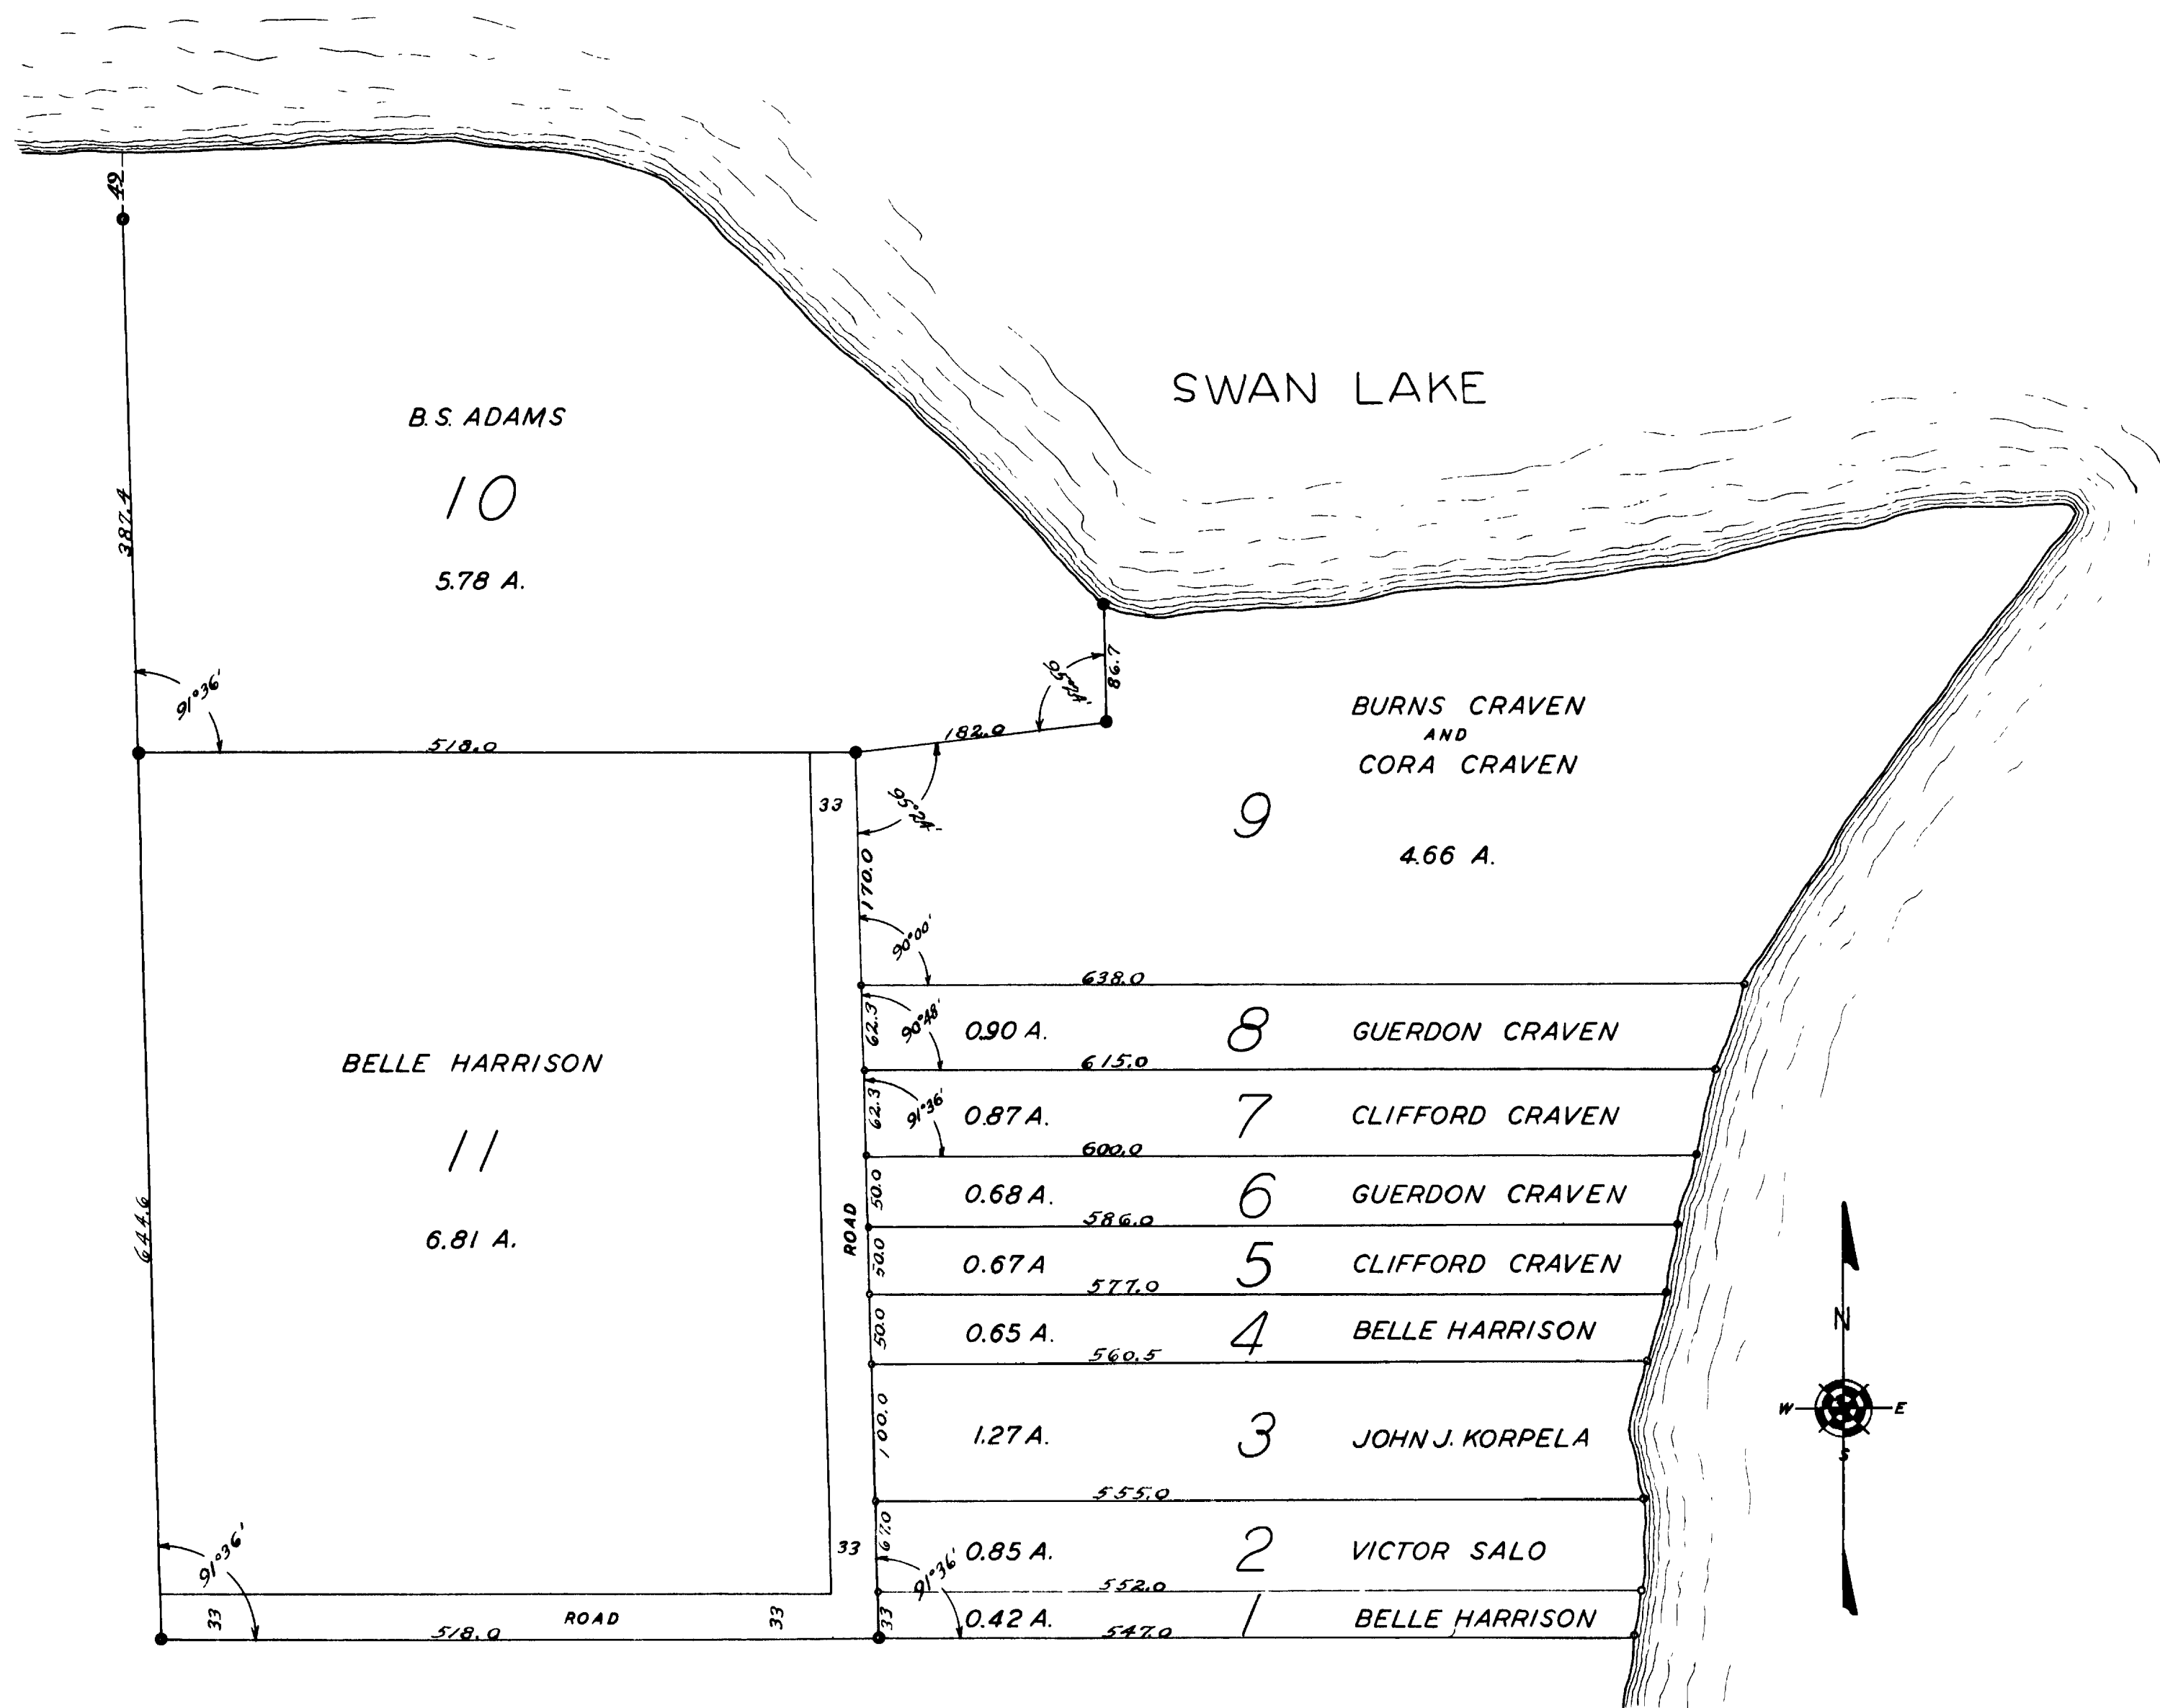 49
SWAN LAKE
B.S. ADAMS
10
5.78 A.
387.4
91°36'
518.0
182.0
95°24'
86.7
BURNS CRAVEN
AND
CORA CRAVEN
9
4.66 A.
33
95°24'
170.0
90°00'
638.0
62.3
90°48'
0.90 A.
8
GUERDON CRAVEN
615.0
BELLE HARRISON
11
6.81 A.
644.6
62.3
91°36'
0.87 A.
7
CLIFFORD CRAVEN
600.0
50.0
0.68 A.
6
GUERDON CRAVEN
586.0
ROAD
50.0
0.67 A
5
CLIFFORD CRAVEN
577.0
50.0
0.65 A.
4
BELLE HARRISON
560.5
N
W
E
S
100.0
1.27 A.
3
JOHN J. KORPELA
555.0
33
67.0
91°36'
0.85 A.
2
VICTOR SALO
552.0
91°36'
33
ROAD
33
518.0
33
0.42 A.
1
BELLE HARRISON
547.0